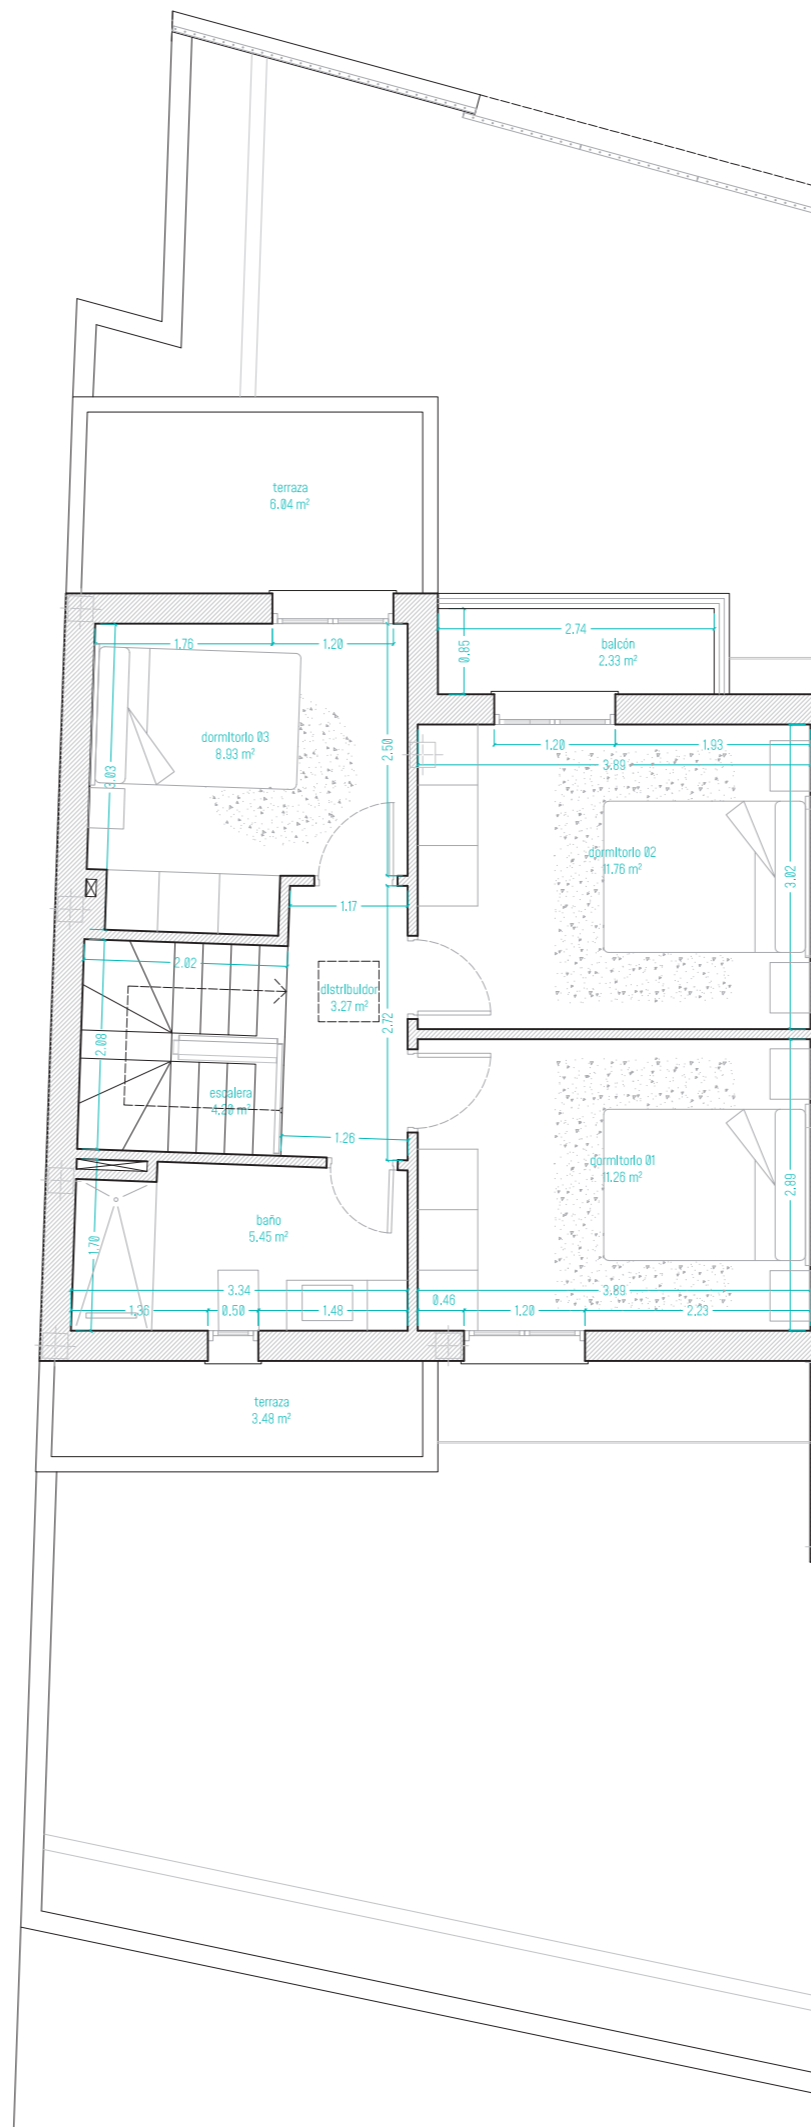 terraza
6.04 m²
1.76
1.20
0.85
2.74
balcón
2.33 m²
dormitorio 03
8.93 m²
3.03
2.50
1.20
1.93
3.89
dormitorio 02
11.76 m²
3.02
1.17
2.02
distribuidor
3.27 m²
2.72
2.08
escalera
4.20 m²
1.26
dormitorio 01
11.26 m²
2.89
baño
5.45 m²
1.70
3.34
1.36
0.50
1.48
3.89
0.46
1.20
2.23
terraza
3.48 m²